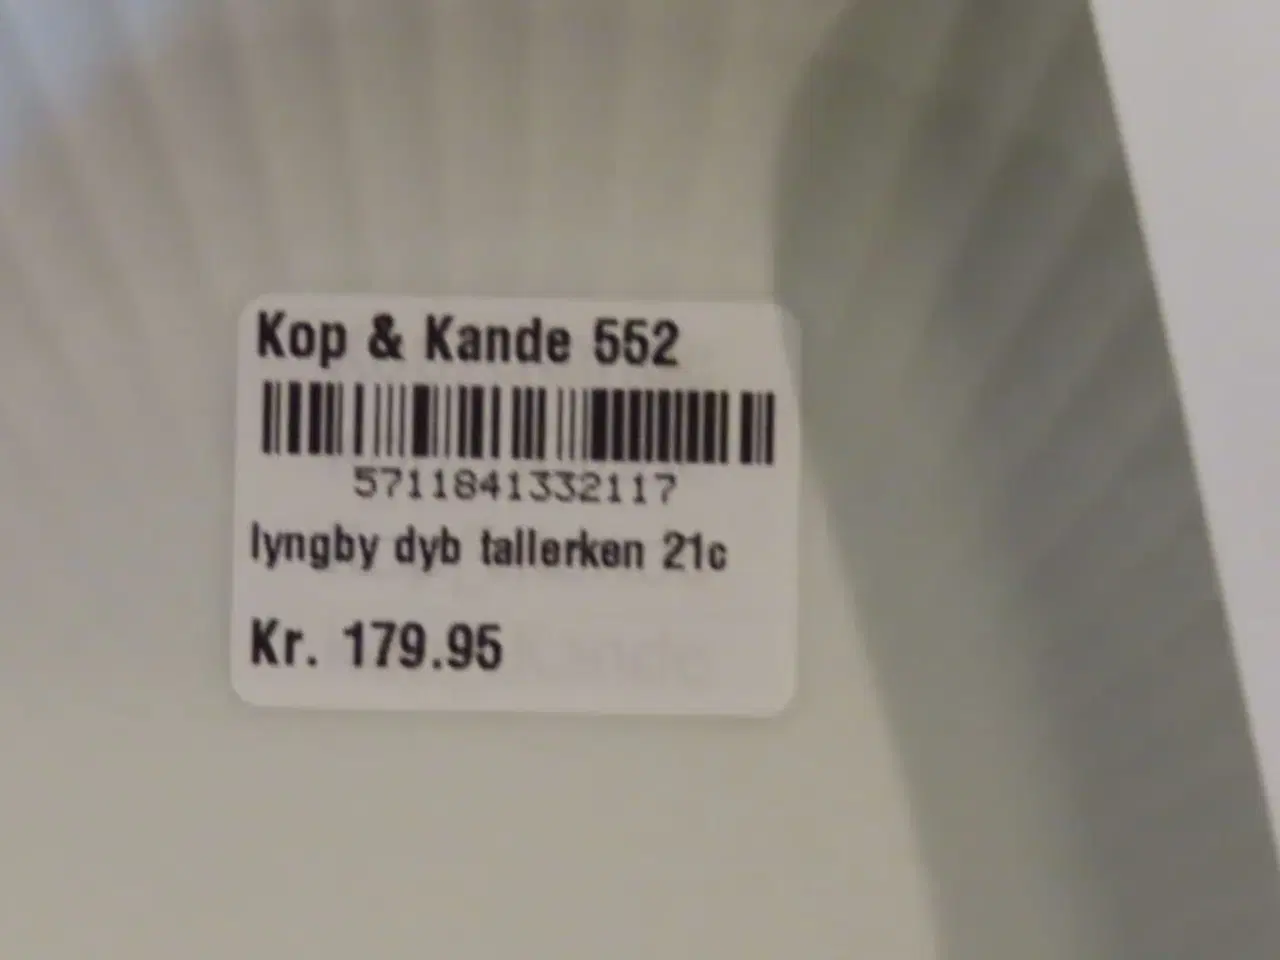 Kop & Kande 552
5711841332117
lyngby dyb tallerken 21c
Kr. 179.95